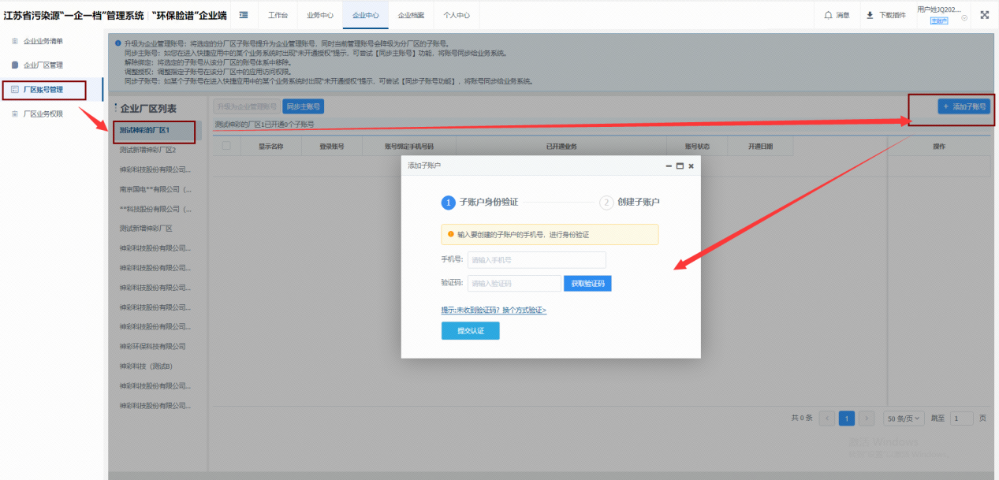 江苏省污染源“一企一档”管理系统 | “环保脸谱”企业端
工作台
业务中心
企业中心
企业档案
个人中心
消息
下载插件
用户姓JQ202...
主账户
企业业务清单
企业厂区管理
厂区账号管理
厂区业务权限
升级为企业管理账号：将选定的分厂区子账号提升为企业管理账号，同时当前管理账号会降级为分厂区的子账号。
同步主账号：如您在进入快捷应用中的某个业务系统时出现"未开通授权"提示，可尝试【同步主账号】功能，将账号同步给业务系统。
解除绑定：将选定的子账号从该分厂区的账号体系中移除。
调整授权：调整指定子账号在该分厂区中的应用访问权限。
同步子账号：如某个子账号在进入快捷应用中的某个业务系统时出现"未开通授权"提示，可尝试【同步子账号功能】，将账号同步给业务系统。
企业厂区列表
测试神彩的厂区1
测试新增神彩厂区2
神彩科技股份有限公司...
南京国电**有限公司（...
**科技股份有限公司（...
测试新增神彩厂区
神彩科技股份有限公司...
神彩科技股份有限公司...
神彩科技股份有限公司...
神彩科技股份有限公司...
神彩科技股份有限公司...
神彩环保科技有限公司
神彩科技（测试B）
神彩科技股份有限公司...
神彩科技股份有限公司...
升级为企业管理账号
同步主账号
+ 添加子账号
测试神彩的厂区1已开通0个子账号
显示名称
登录账号
账号绑定手机号码
已开通业务
账号状态
开通日期
操作
添加子账户
1 子账户身份验证
2 创建子账户
输入要创建的子账户的手机号，进行身份验证
手机号:
请输入手机号
验证码:
请输入验证码
获取验证码
提示:未收到验证码？换个方式验证>
提交认证
共 0 条
<
1
>
50 条/页
跳至
1
页
激活 Windows